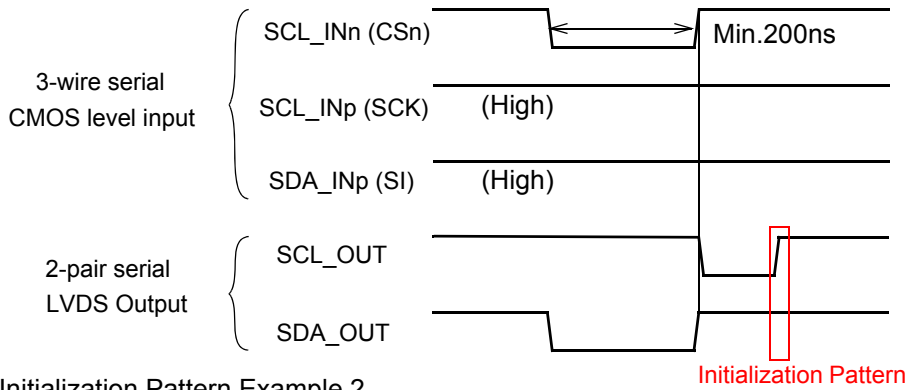 SCL_INn (CSn)
Min.200ns
3-wire serial
CMOS level input
SCL_INp (SCK)
(High)
SDA_INp (SI)
(High)
2-pair serial
LVDS Output
SCL_OUT
SDA_OUT
Initialization Pattern
Initialization Pattern Example 2